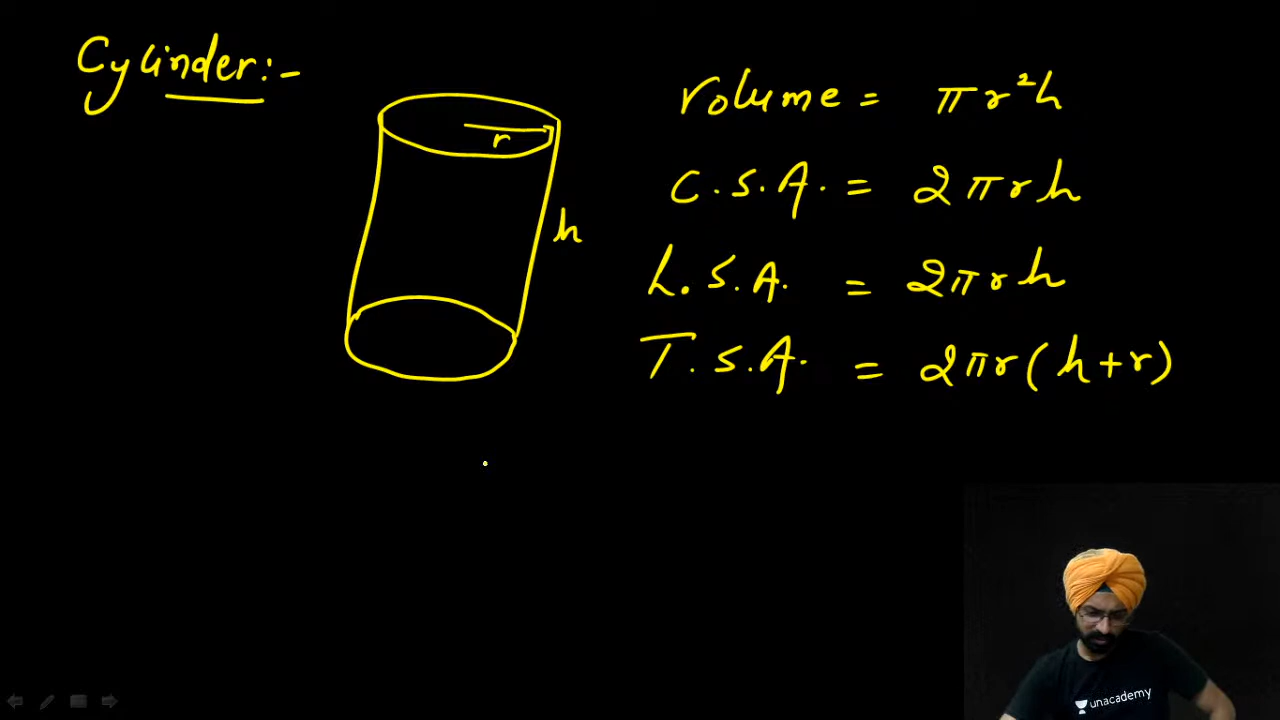 Cylinder:-
r
h
Volume = πr²h
C.S.A. = 2πrh
L.S.A. = 2πrh
T.S.A. = 2πr(h+r)
unacademy